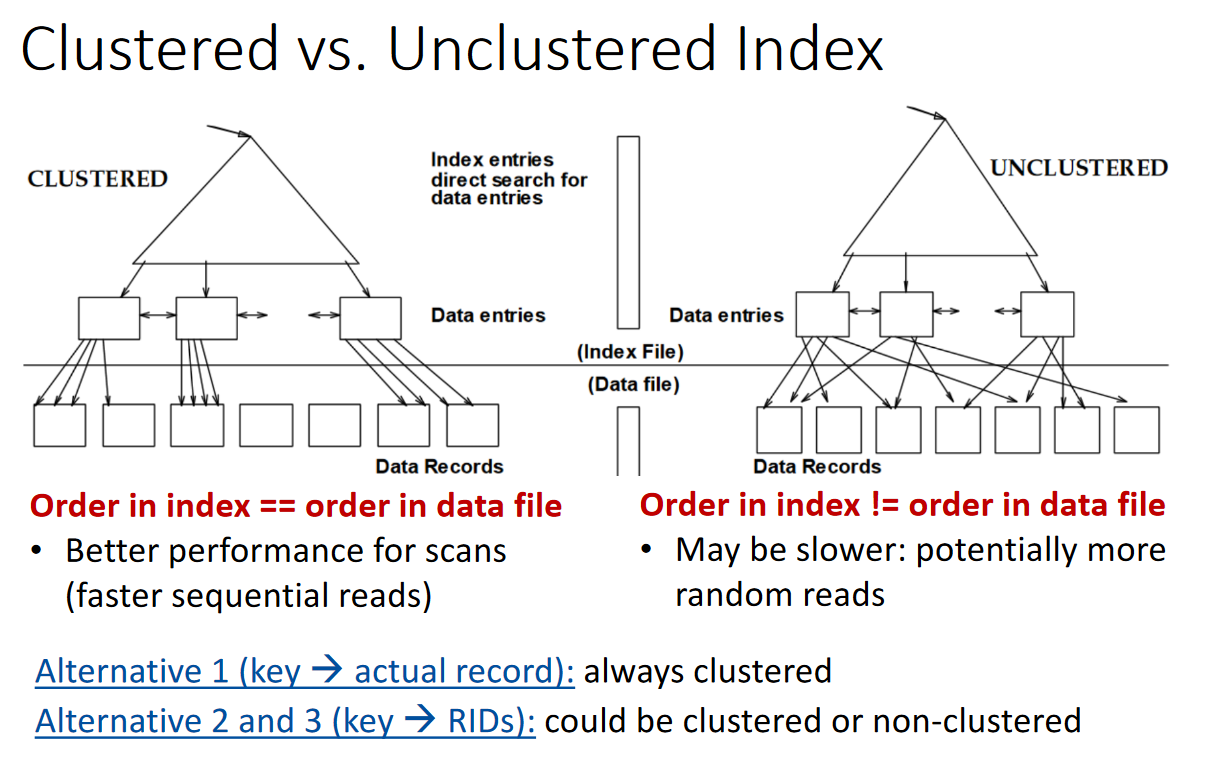 Clustered vs. Unclustered Index
CLUSTERED
Index entries
direct search for
data entries
UNCLUSTERED
Data entries
Data entries
(Index File)
(Data file)
Data Records
Data Records
Order in index == order in data file
• Better performance for scans
(faster sequential reads)
Order in index != order in data file
• May be slower: potentially more
random reads
Alternative 1 (key → actual record): always clustered
Alternative 2 and 3 (key → RIDs): could be clustered or non-clustered